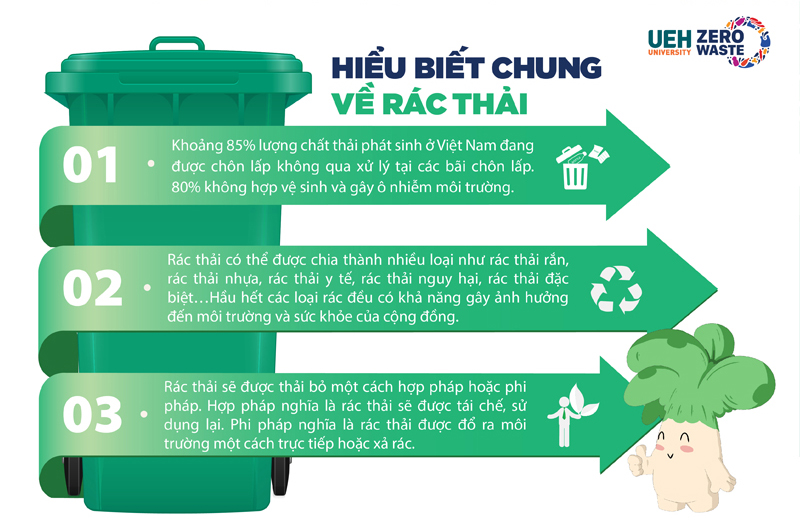 UEH ZERO
UNIVERSITY WASTE
HIỂU BIẾT CHUNG
VỀ RÁC THẢI
01
Khoảng 85% lượng chất thải phát sinh ở Việt Nam đang
được chôn lấp không qua xử lý tại các bãi chôn lấp.
80% không hợp vệ sinh và gây ô nhiễm môi trường.
02
Rác thải có thể được chia thành nhiều loại như rác thải rắn,
rác thải nhựa, rác thải y tế, rác thải nguy hại, rác thải đặc
biệt…Hầu hết các loại rác đều có khả năng gây ảnh hưởng
đến môi trường và sức khỏe của cộng đồng.
03
Rác thải sẽ được thải bỏ một cách hợp pháp hoặc phi
pháp. Hợp pháp nghĩa là rác thải sẽ được tái chế, sử
dụng lại. Phi pháp nghĩa là rác thải được đổ ra môi
trường một cách trực tiếp hoặc xả rác.